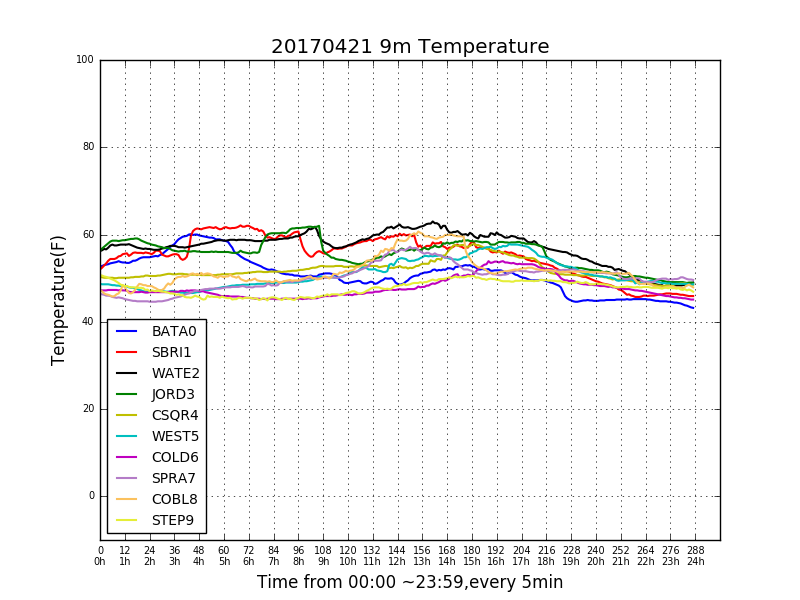 20170421 9m Temperature
Temperature(F)
100
80
60
40
20
0
BATA0
SBRI1
WATE2
JORD3
CSQR4
WEST5
COLD6
SPRA7
COBL8
STEP9
0 12 24 36 48 60 72 84 96 108 120 132 144 156 168 180 192 204 216 228 240 252 264 276 288
0h 1h 2h 3h 4h 5h 6h 7h 8h 9h 10h 11h 12h 13h 14h 15h 16h 17h 18h 19h 20h 21h 22h 23h 24h
Time from 00:00 ~23:59,every 5min